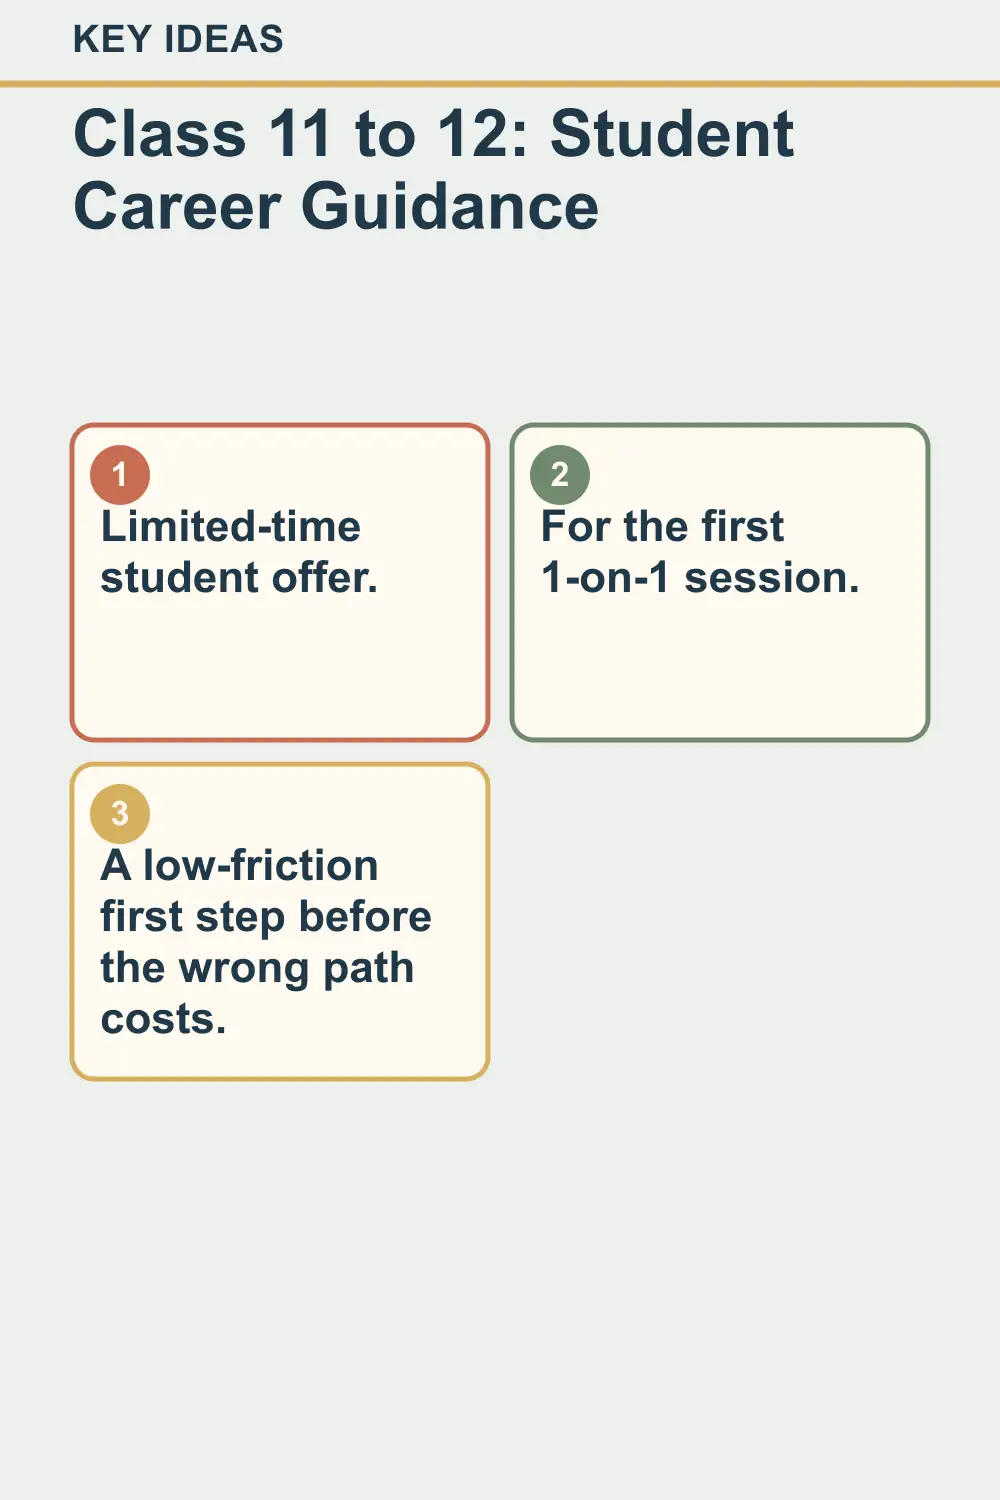 KEY IDEAS
Class 11 to 12: Student
Career Guidance
1
Limited-time
student offer.
2
For the first
1-on-1 session.
3
A low-friction
first step before
the wrong path
costs.